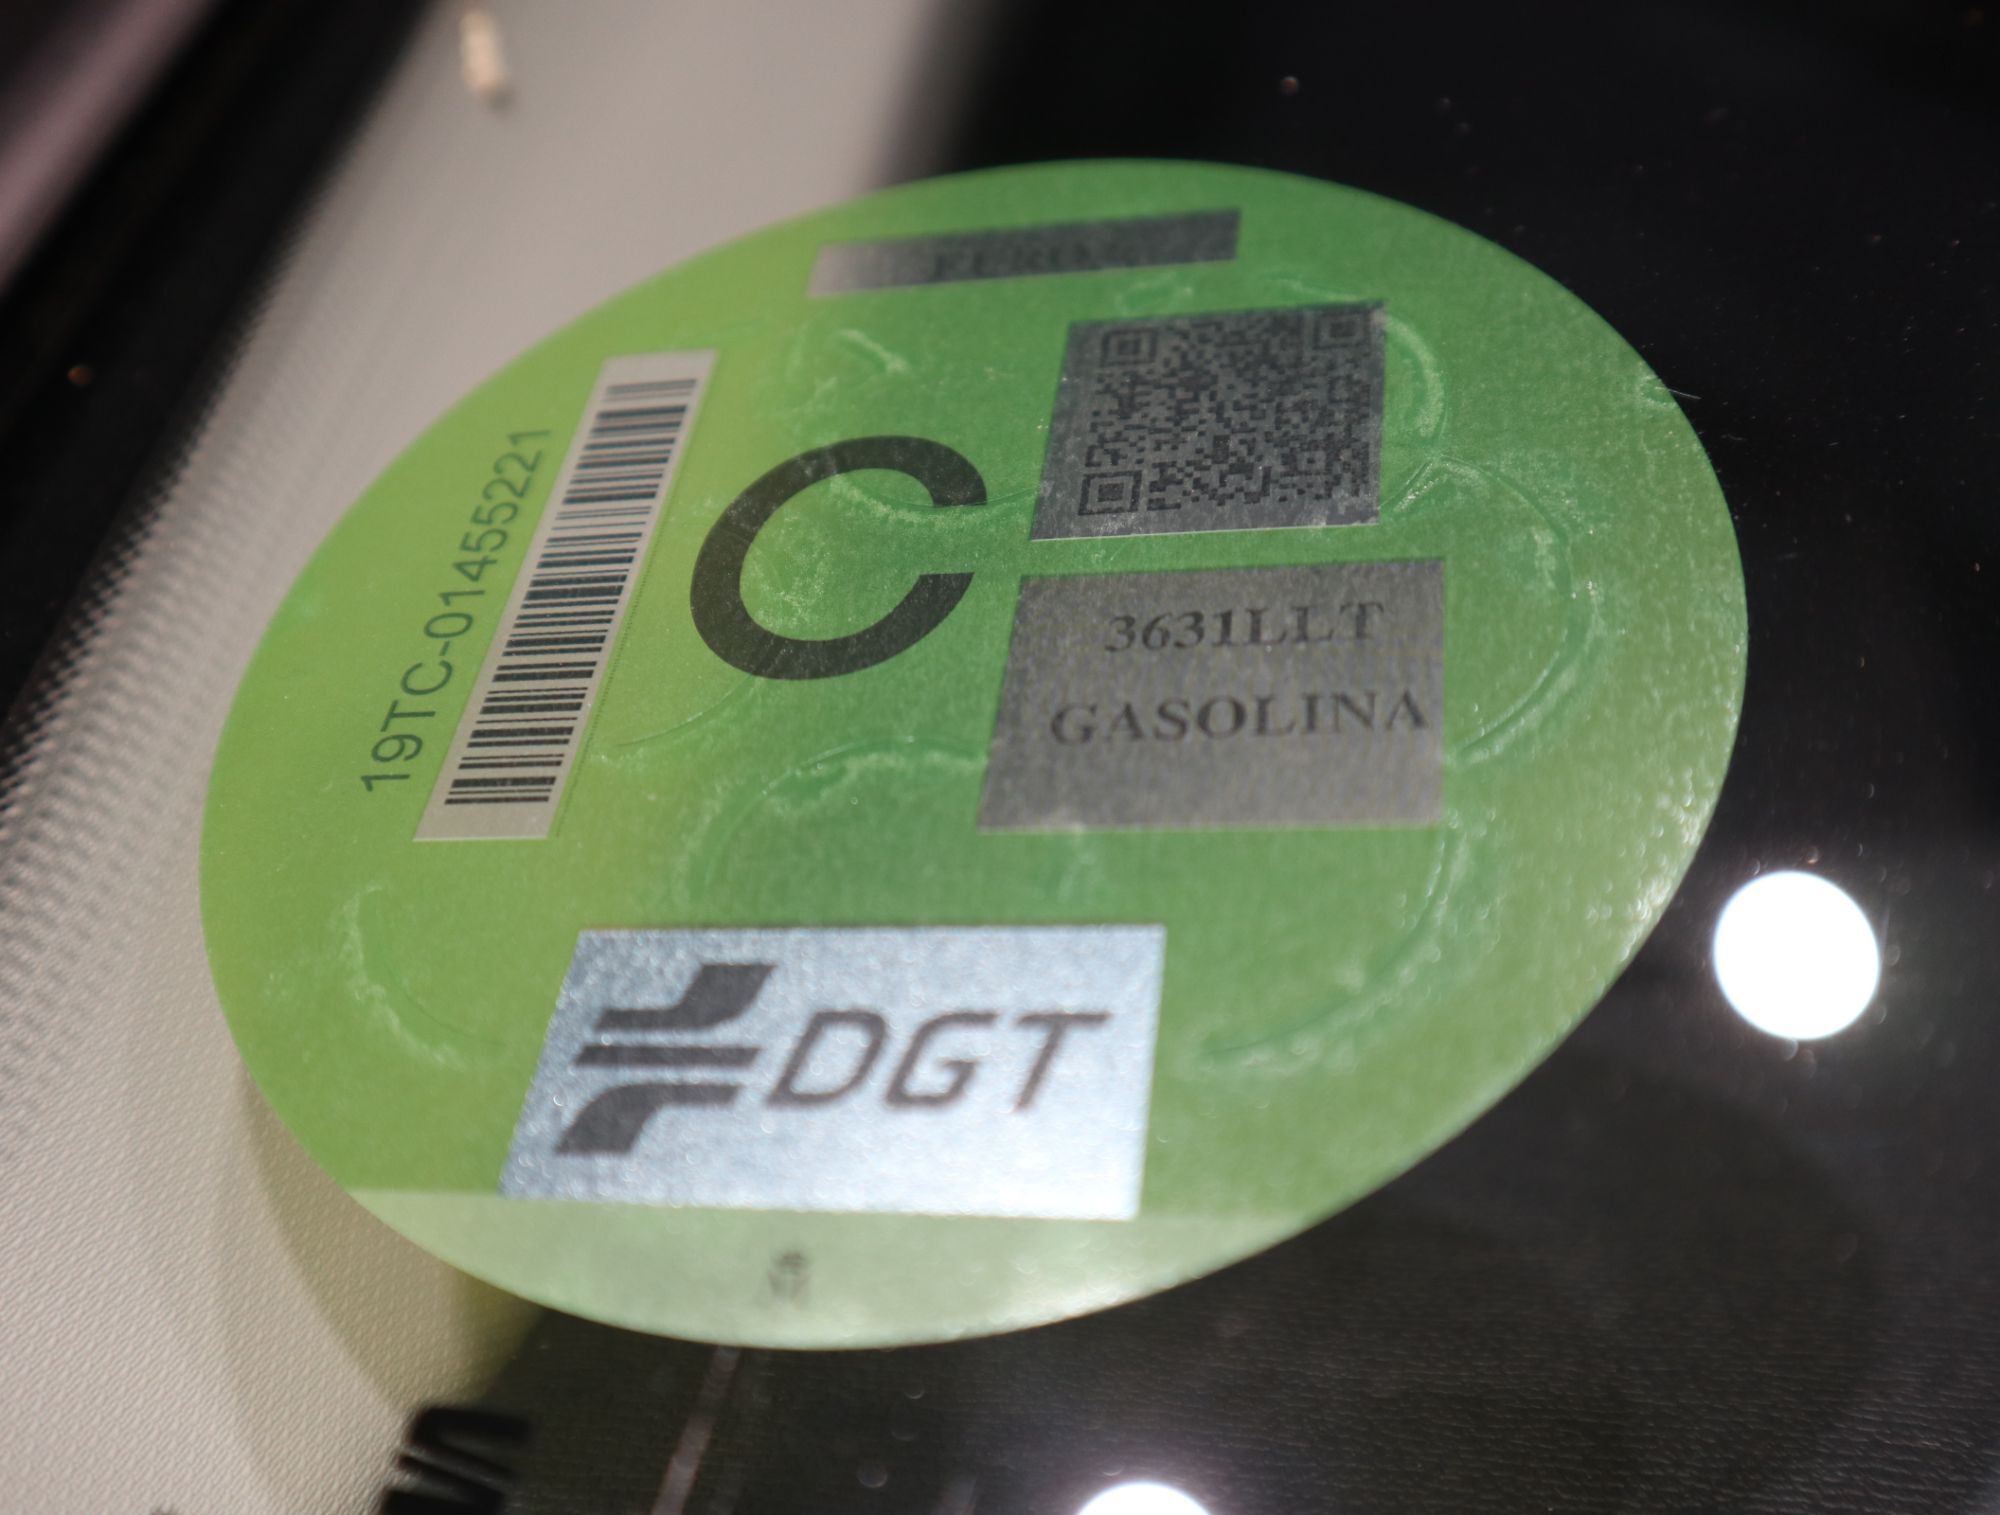 19TC-01455221
C
3631LLT
GASOLINA
DGT